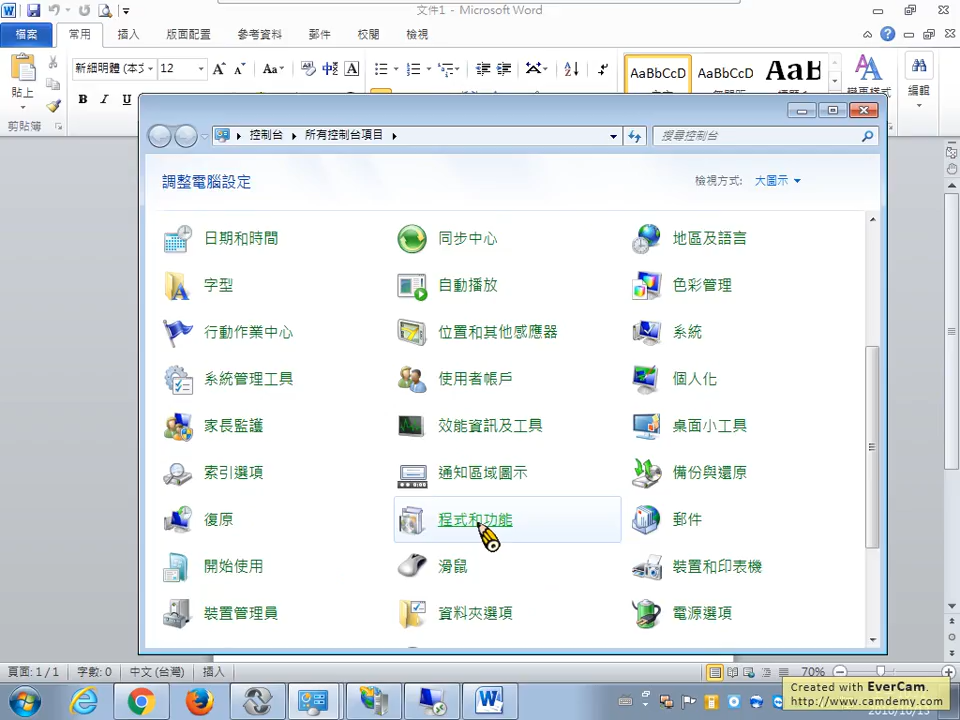 文件1 - Microsoft Word
檔案
常用
插入
版面配置
參考資料
郵件
校閱
檢視
新細明體 (本文
12
Aa
貼上
B I U
AaBbCcD
AaBbCcD
AaB
編輯
剪貼簿
控制台 ▸ 所有控制台項目 ▸
搜尋控制台
調整電腦設定
檢視方式:
大圖示
日期和時間
同步中心
地區及語言
字型
自動播放
色彩管理
行動作業中心
位置和其他感應器
系統
系統管理工具
使用者帳戶
個人化
家長監護
效能資訊及工具
桌面小工具
索引選項
通知區域圖示
備份與還原
復原
程式和功能
郵件
開始使用
滑鼠
裝置和印表機
裝置管理員
資料夾選項
電源選項
頁面: 1 / 1
字數: 0
中文 (台灣)
插入
70%
Created with EverCam.
http://www.camdemy.com